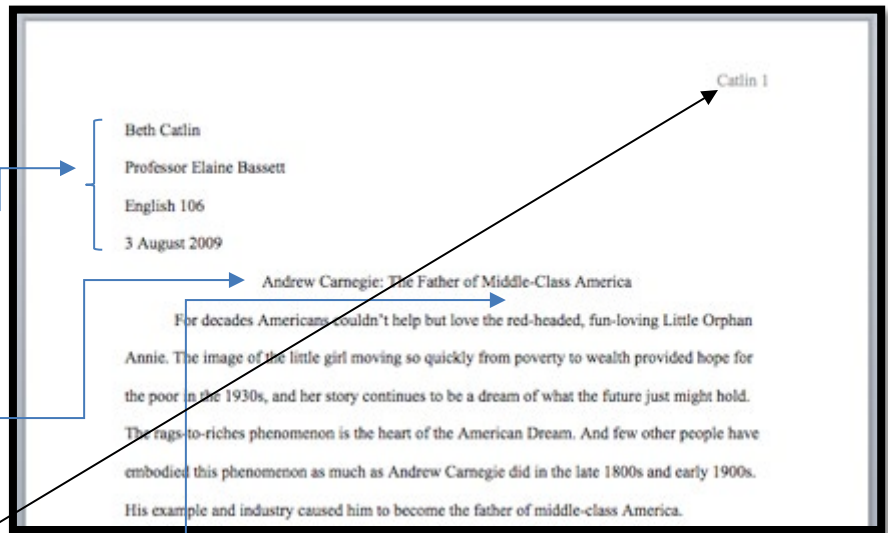 Catlin 1
Beth Catlin
Professor Elaine Bassett
English 106
3 August 2009
Andrew Carnegie: The Father of Middle-Class America
For decades Americans couldn't help but love the red-headed, fun-loving Little Orphan
Annie. The image of the little girl moving so quickly from poverty to wealth provided hope for
the poor in the 1930s, and her story continues to be a dream of what the future just might hold.
The rags-to-riches phenomenon is the heart of the American Dream. And few other people have
embodied this phenomenon as much as Andrew Carnegie did in the late 1800s and early 1900s.
His example and industry caused him to become the father of middle-class America.